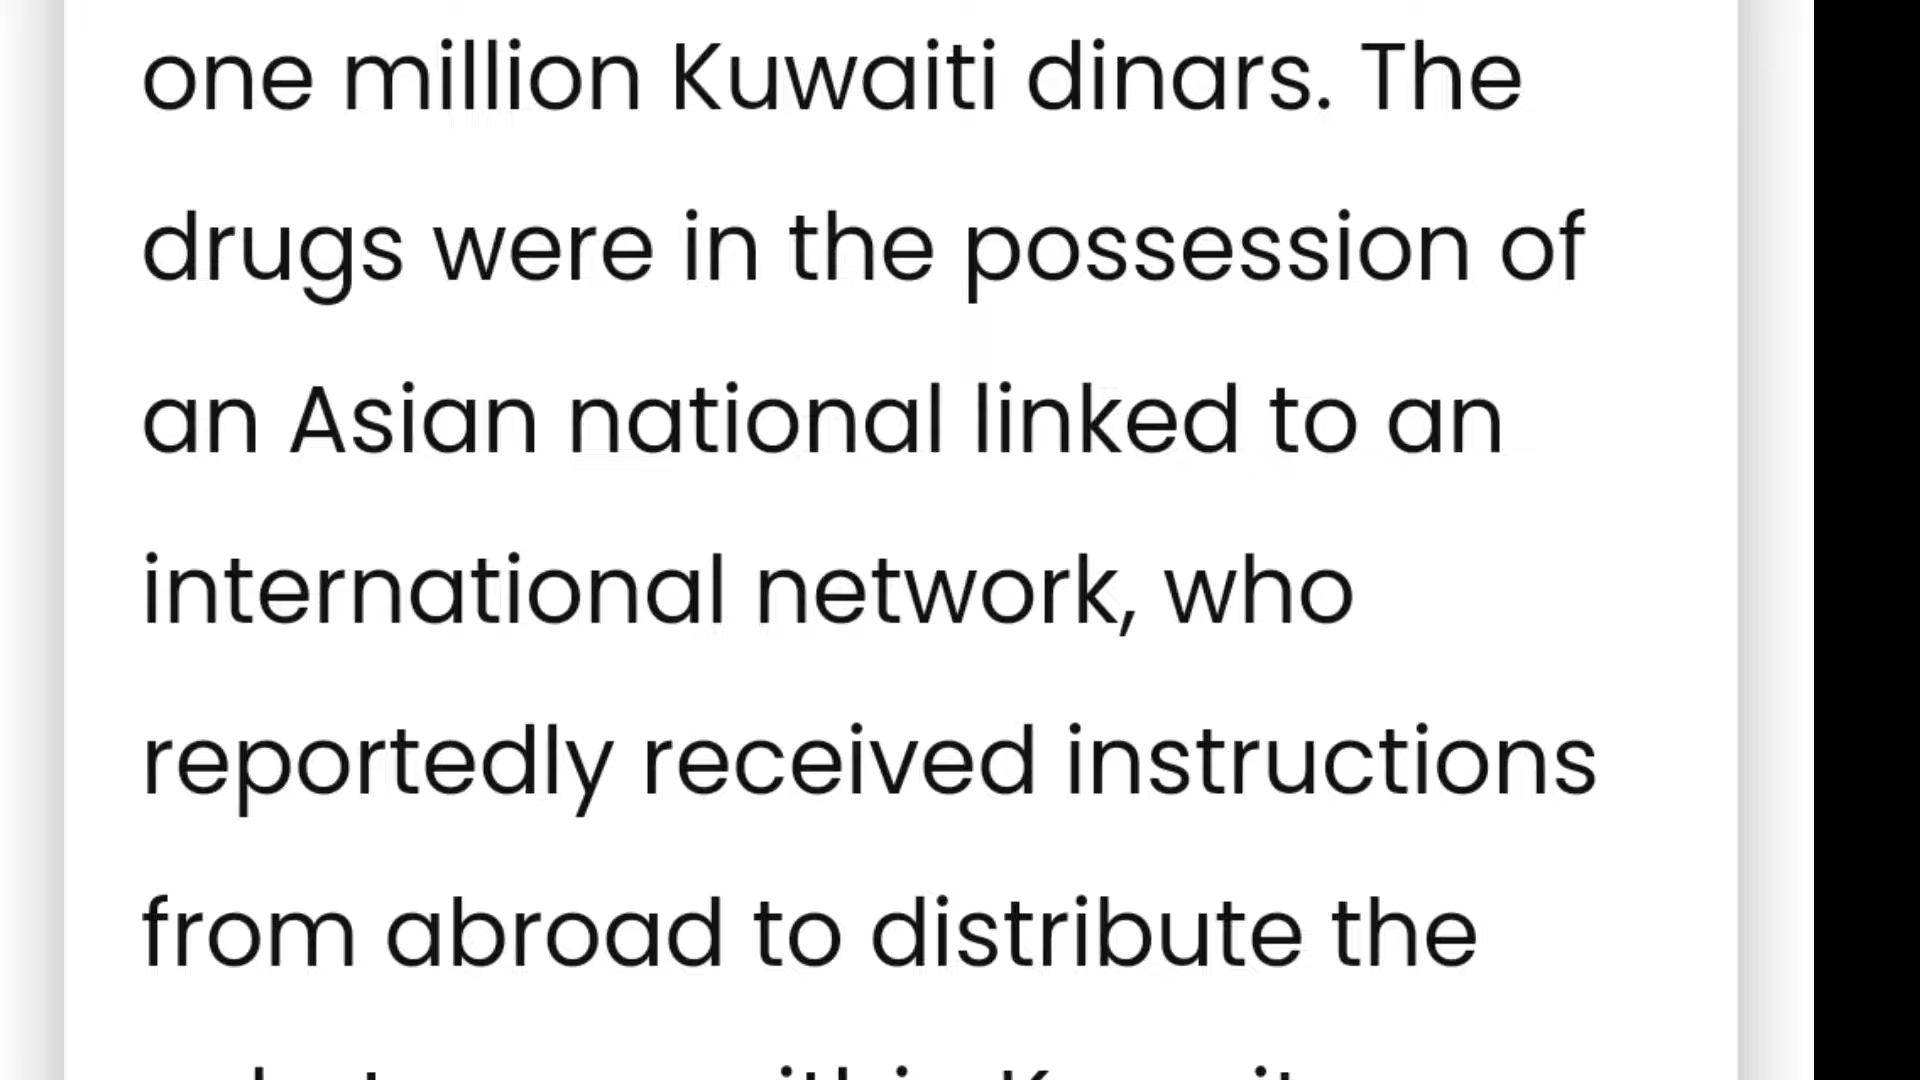 one million Kuwaiti dinars. The
drugs were in the possession of
an Asian national linked to an
international network, who
reportedly received instructions
from abroad to distribute the